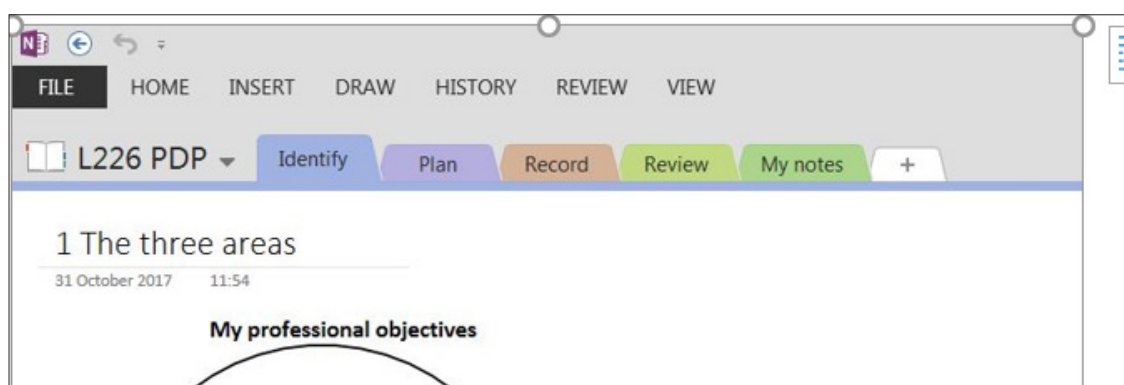 FILE HOME INSERT DRAW HISTORY REVIEW VIEW
L226 PDP Identify Plan Record Review My notes +
1 The three areas
31 October 2017 11:54
My professional objectives